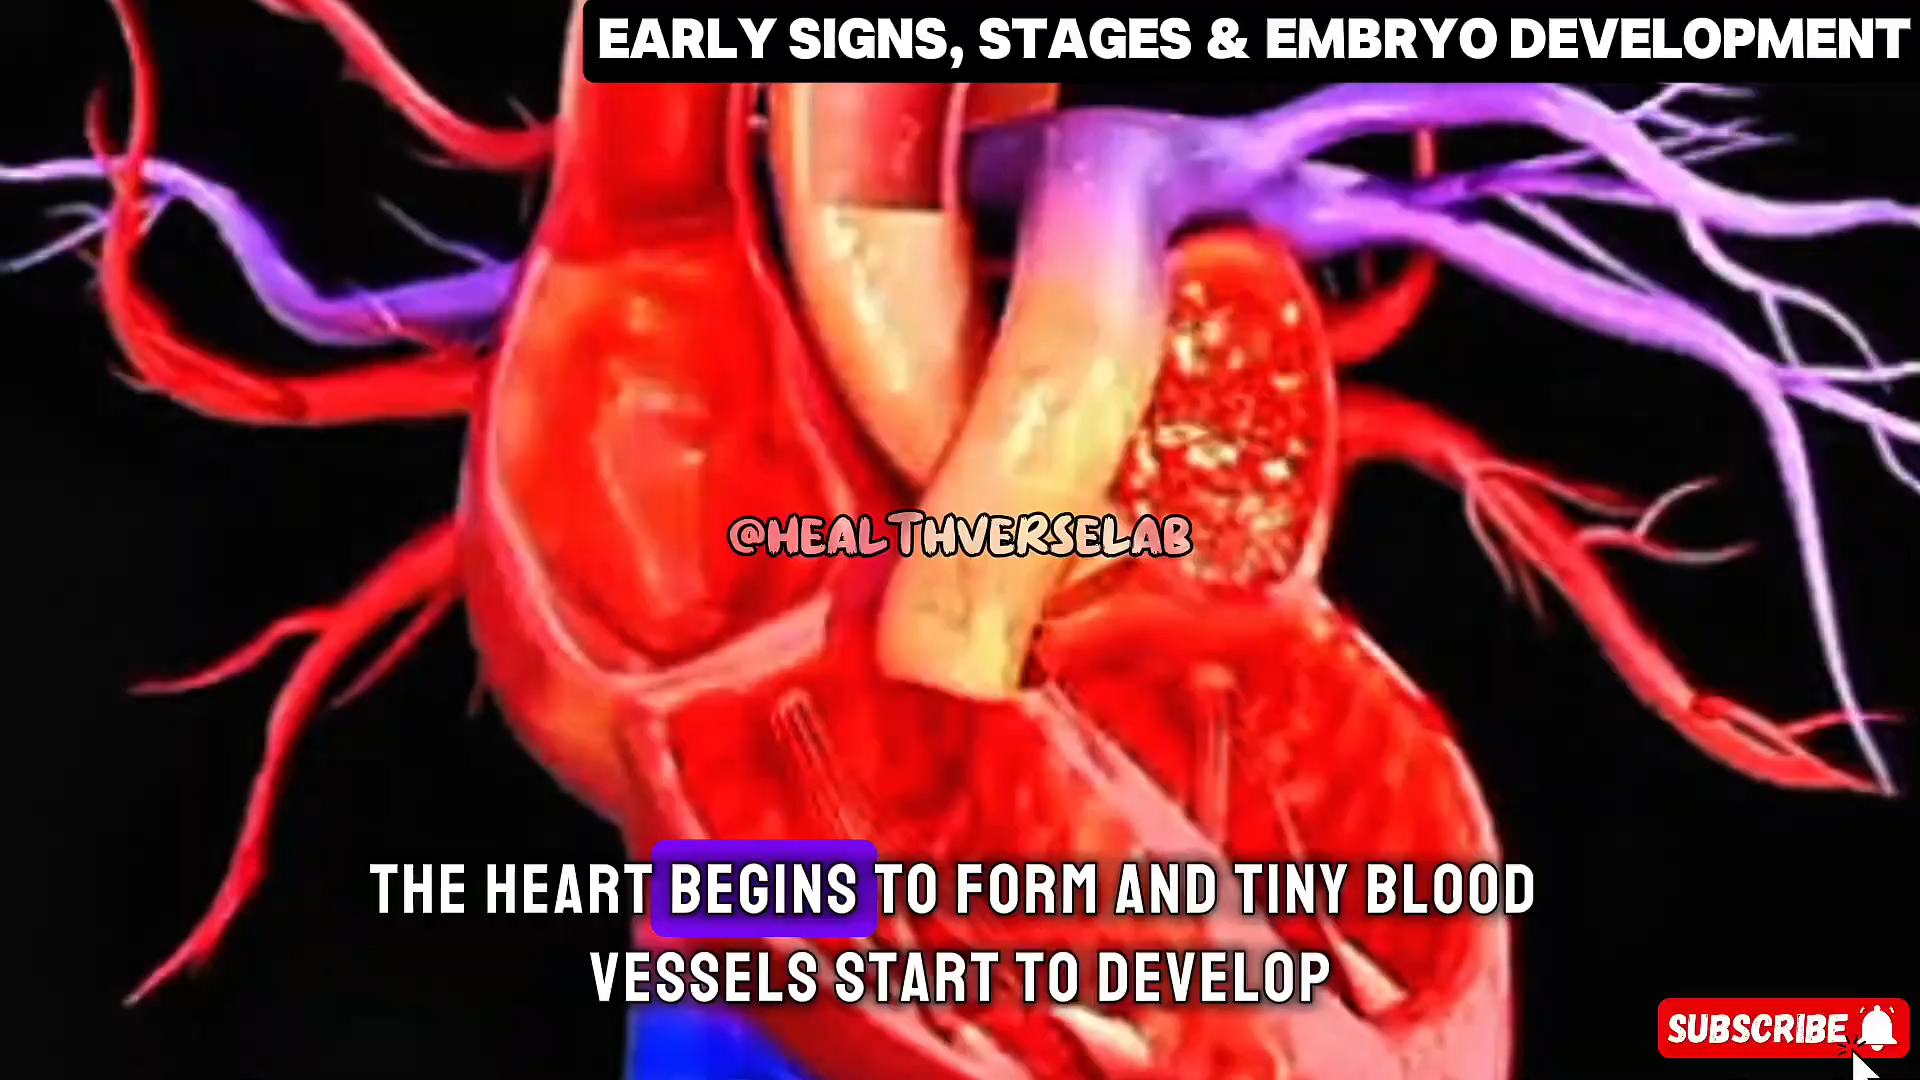 EARLY SIGNS, STAGES & EMBRYO DEVELOPMENT
@HEALTHVERSELAB
THE HEART BEGINS TO FORM AND TINY BLOOD
VESSELS START TO DEVELOP
SUBSCRIBE